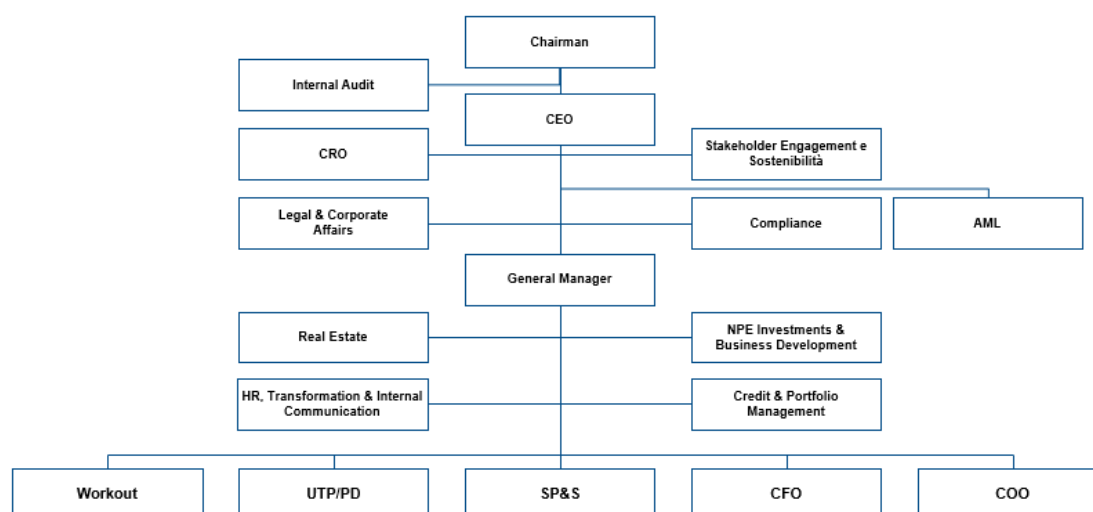 Chairman
Internal Audit
CEO
CRO
Stakeholder Engagement e
Sostenibilità
Legal & Corporate
Affairs
Compliance
AML
General Manager
Real Estate
NPE Investments &
Business Development
HR, Transformation & Internal
Communication
Credit & Portfolio
Management
Workout
UTP/PD
SP&S
CFO
COO